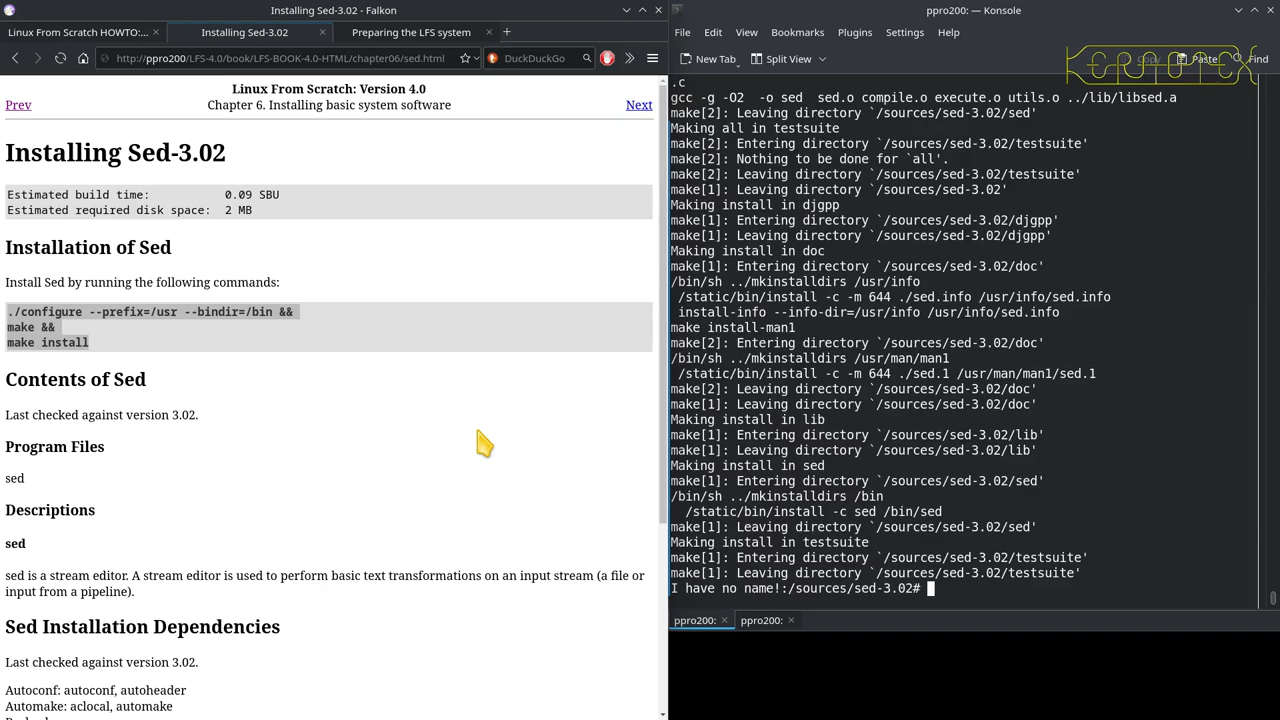 Installing Sed-3.02 - Falkon
Linux From Scratch HOWTO:...
Installing Sed-3.02
Preparing the LFS system
http://ppro200/LFS-4.0/book/LFS-BOOK-4.0-HTML/chapter06/sed.html
DuckDuckGo
Linux From Scratch: Version 4.0
Prev
Chapter 6. Installing basic system software
Next
Installing Sed-3.02
Estimated build time: 0.09 SBU
Estimated required disk space: 2 MB
Installation of Sed
Install Sed by running the following commands:
./configure --prefix=/usr --bindir=/bin &&
make &&
make install
Contents of Sed
Last checked against version 3.02.
Program Files
sed
Descriptions
sed
sed is a stream editor. A stream editor is used to perform basic text transformations on an input stream (a file or
input from a pipeline).
Sed Installation Dependencies
Last checked against version 3.02.
Autoconf: autoconf, autoheader
Automake: aclocal, automake
ppro200: — Konsole
File Edit View Bookmarks Plugins Settings Help
New Tab Split View Copy Paste Find
KERNOTEX
.c
gcc -g -O2  -o sed  sed.o compile.o execute.o utils.o ../lib/libsed.a
make[2]: Leaving directory `/sources/sed-3.02/sed'
Making all in testsuite
make[2]: Entering directory `/sources/sed-3.02/testsuite'
make[2]: Nothing to be done for `all'.
make[2]: Leaving directory `/sources/sed-3.02/testsuite'
make[1]: Leaving directory `/sources/sed-3.02'
Making install in djgpp
make[1]: Entering directory `/sources/sed-3.02/djgpp'
make[1]: Leaving directory `/sources/sed-3.02/djgpp'
Making install in doc
make[1]: Entering directory `/sources/sed-3.02/doc'
/bin/sh ../mkinstalldirs /usr/info
/static/bin/install -c -m 644 ./sed.info /usr/info/sed.info
install-info --info-dir=/usr/info /usr/info/sed.info
make install-man1
make[2]: Entering directory `/sources/sed-3.02/doc'
/bin/sh ../mkinstalldirs /usr/man/man1
/static/bin/install -c -m 644 ./sed.1 /usr/man/man1/sed.1
make[2]: Leaving directory `/sources/sed-3.02/doc'
make[1]: Leaving directory `/sources/sed-3.02/doc'
Making install in lib
make[1]: Entering directory `/sources/sed-3.02/lib'
make[1]: Leaving directory `/sources/sed-3.02/lib'
Making install in sed
make[1]: Entering directory `/sources/sed-3.02/sed'
/bin/sh ../mkinstalldirs /bin
/static/bin/install -c sed /bin/sed
make[1]: Leaving directory `/sources/sed-3.02/sed'
Making install in testsuite
make[1]: Entering directory `/sources/sed-3.02/testsuite'
make[1]: Leaving directory `/sources/sed-3.02/testsuite'
I have no name!:/sources/sed-3.02#
ppro200: ppro200: